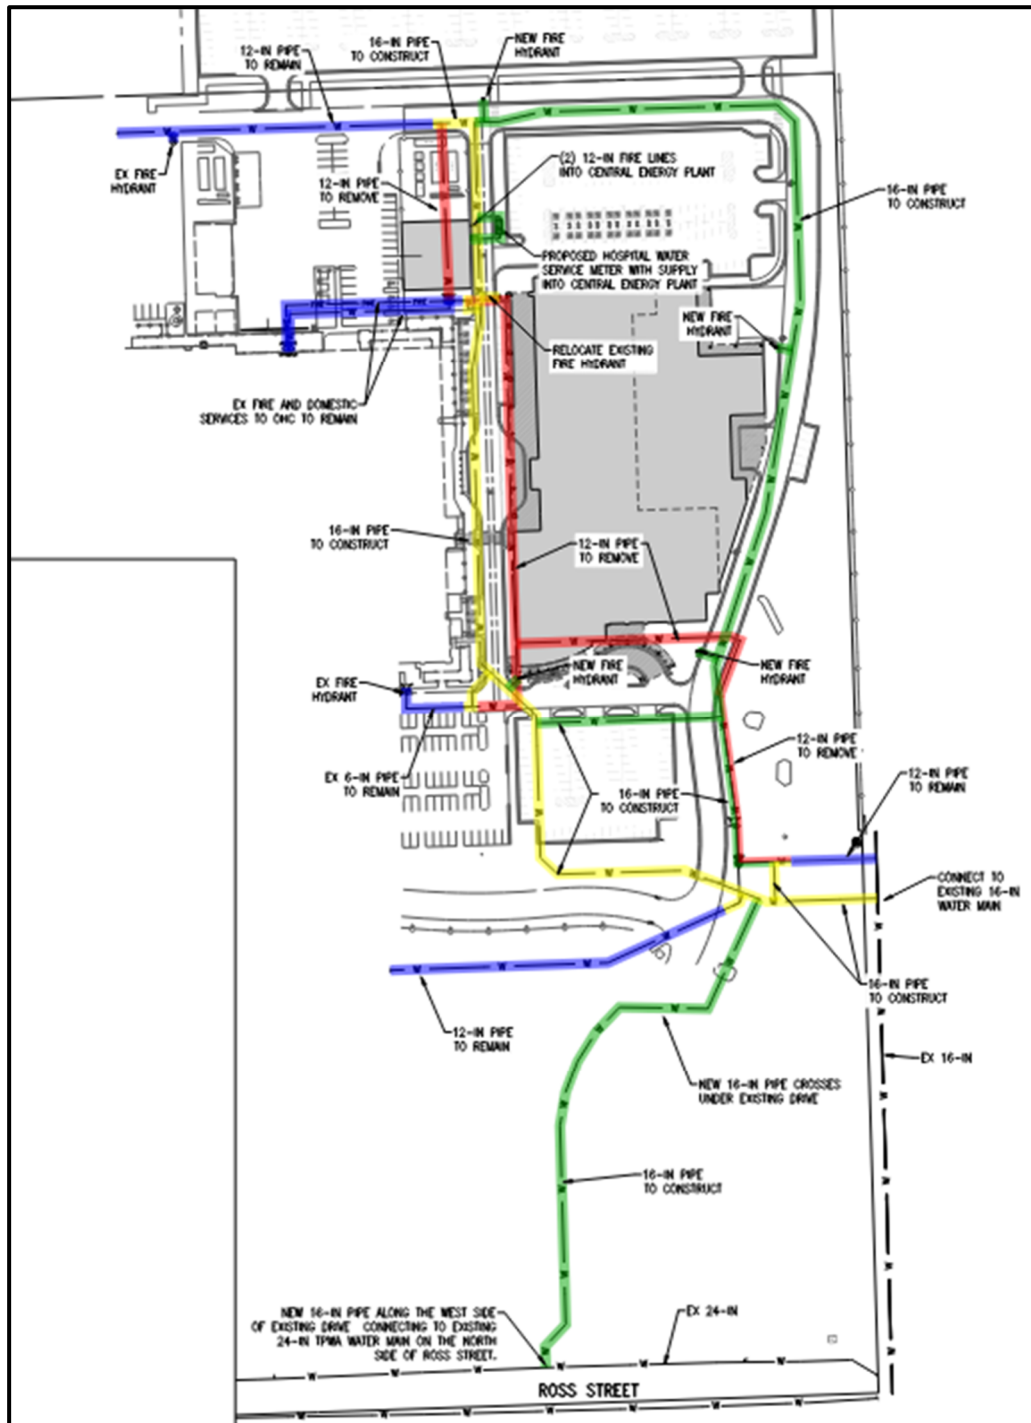 NEW FIRE
HYDRANT
16-IN PIPE
TO CONSTRUCT
12-IN PIPE
TO REMAIN
EX FIRE
HYDRANT
12-IN PIPE
TO REMOVE
(2) 12-IN FIRE LINES
INTO CENTRAL ENERGY PLANT
16-IN PIPE
TO CONSTRUCT
PROPOSED HOSPITAL WATER
SERVICE METER WITH SUPPLY
INTO CENTRAL ENERGY PLANT
NEW FIRE
HYDRANT
RELOCATE EXISTING
FIRE HYDRANT
EX FIRE AND DOMESTIC
SERVICES TO OHC TO REMAIN
16-IN PIPE
TO CONSTRUCT
12-IN PIPE
TO REMOVE
EX FIRE
HYDRANT
NEW FIRE
HYDRANT
NEW FIRE
HYDRANT
12-IN PIPE
TO REMOVE
EX 6-IN PIPE
TO REMAIN
16-IN PIPE
TO CONSTRUCT
12-IN PIPE
TO REMAIN
CONNECT TO
EXISTING 16-IN
WATER MAIN
16-IN PIPE
TO CONSTRUCT
12-IN PIPE
TO REMAIN
EX 16-IN
NEW 16-IN PIPE CROSSES
UNDER EXISTING DRIVE
16-IN PIPE
TO CONSTRUCT
NEW 16-IN PIPE ALONG THE WEST SIDE
OF EXISTING DRIVE CONNECTING TO EXISTING
24-IN TPWA WATER MAIN ON THE NORTH
SIDE OF ROSS STREET.
EX 24-IN
ROSS STREET